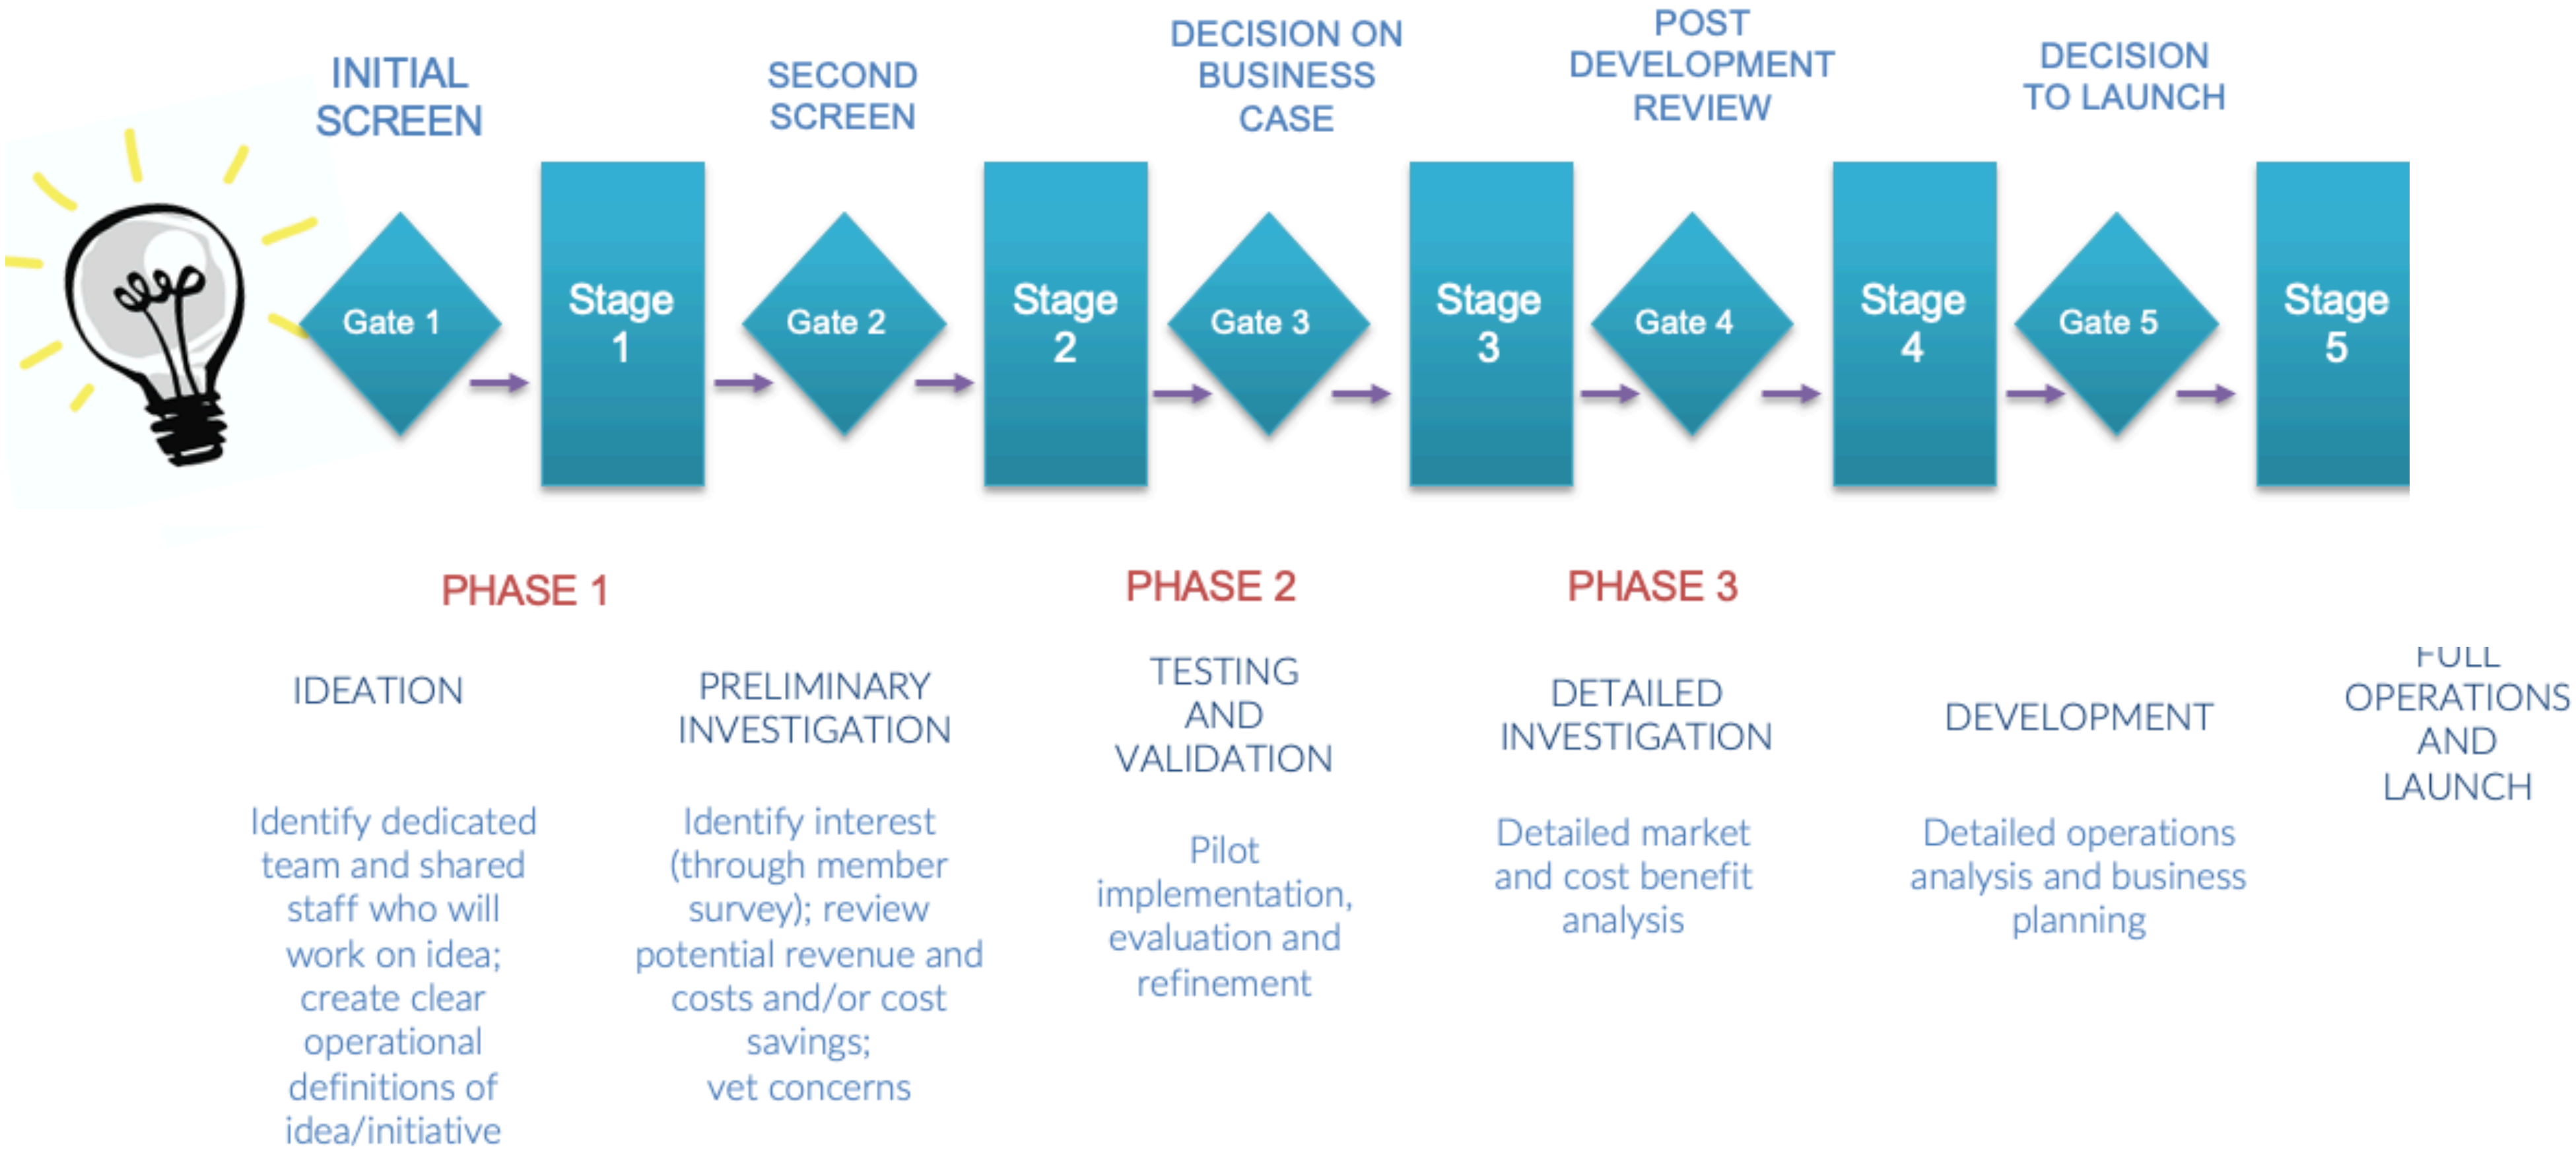 INITIAL
SCREEN
SECOND
SCREEN
DECISION ON
BUSINESS
CASE
POST
DEVELOPMENT
REVIEW
DECISION
TO LAUNCH
Gate 1
Stage
1
Gate 2
Stage
2
Gate 3
Stage
3
Gate 4
Stage
4
Gate 5
Stage
5
PHASE 1
PHASE 2
PHASE 3
IDEATION
Identify dedicated
team and shared
staff who will
work on idea;
create clear
operational
definitions of
idea/initiative
PRELIMINARY
INVESTIGATION
Identify interest
(through member
survey); review
potential revenue and
costs and/or cost
savings;
vet concerns
TESTING
AND
VALIDATION
Pilot
implementation,
evaluation and
refinement
DETAILED
INVESTIGATION
Detailed market
and cost benefit
analysis
DEVELOPMENT
Detailed operations
analysis and business
planning
FULL
OPERATIONS
AND
LAUNCH